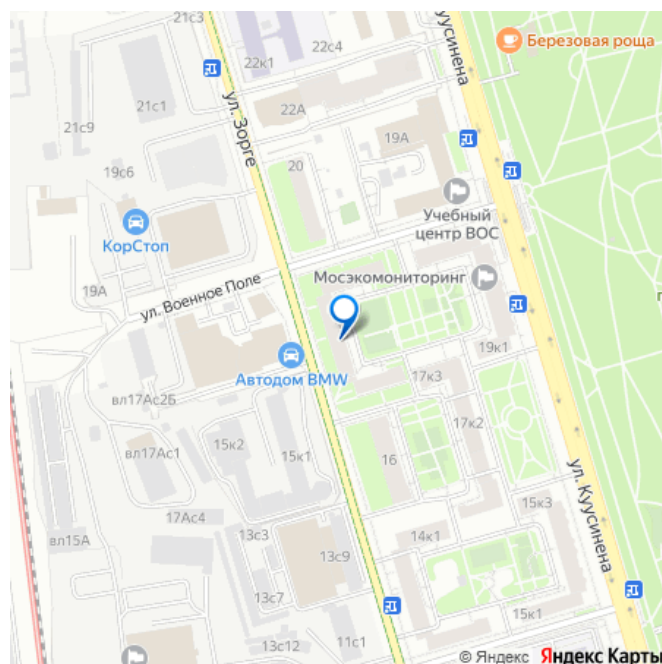 21с3
22к1
22с4
Куусинена
Березовая роща
21с1
21с9
22А
ул. Зорге
19А
19с6
20
Учебный
центр ВОС
КорСтоп
Мосэкомониторинг
19А
ул. Военное Поле
19к1
Автодом BMW
17к3
вл17Ас2Б
17к2
вл17Ас1
15к2
15к1
16
ул. Куусинена
15к3
17Ас4
вл15А
13с3
14к1
13с9
13с7
15к1
13с12
11с1
© Яндекс Яндекс Карты